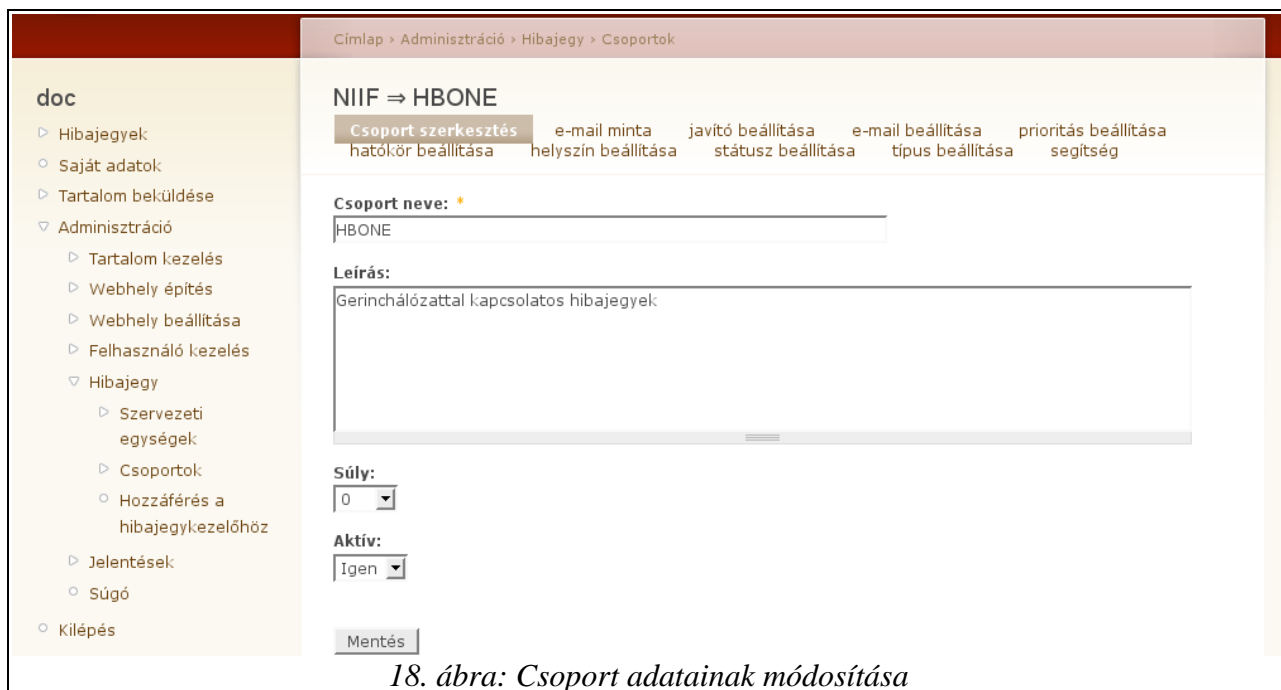 Címlap › Adminisztráció › Hibajegy › Csoportok
doc
Hibajegyek
Saját adatok
Tartalom beküldése
Adminisztráció
Tartalom kezelés
Webhely építés
Webhely beállítása
Felhasználó kezelés
Hibajegy
Szervezeti
egységek
Csoportok
Hozzáférés a
hibajegykezelőhöz
Jelentések
Súgó
Kilépés
NIIF ⇒ HBONE
Csoport szerkesztés e-mail minta javító beállítása e-mail beállítása prioritás beállítása
hatókör beállítása helyszín beállítása státusz beállítása típus beállítása segítség
Csoport neve: *
HBONE
Leírás:
Gerinchálózattal kapcsolatos hibajegyek
Súly:
0
Aktív:
Igen
Mentés
18. ábra: Csoport adatainak módosítása